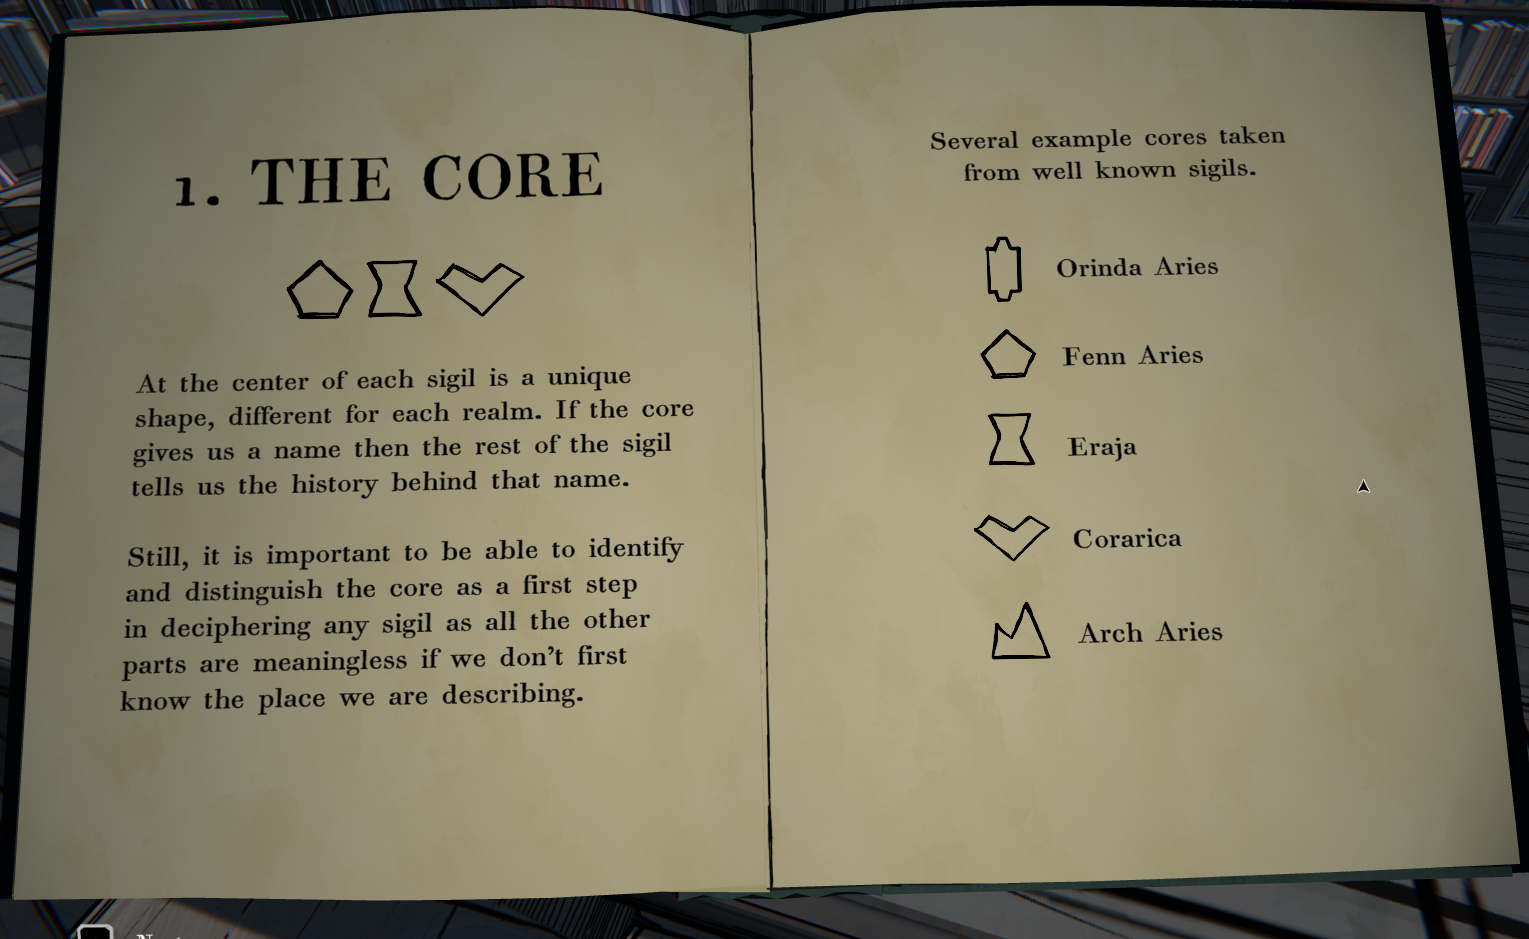 1. THE CORE
At the center of each sigil is a unique
shape, different for each realm. If the core
gives us a name then the rest of the sigil
tells us the history behind that name.
Still, it is important to be able to identify
and distinguish the core as a first step
in deciphering any sigil as all the other
parts are meaningless if we don't first
know the place we are describing.
Several example cores taken
from well known sigils.
Orinda Aries
Fenn Aries
Eraja
Corarica
Arch Aries